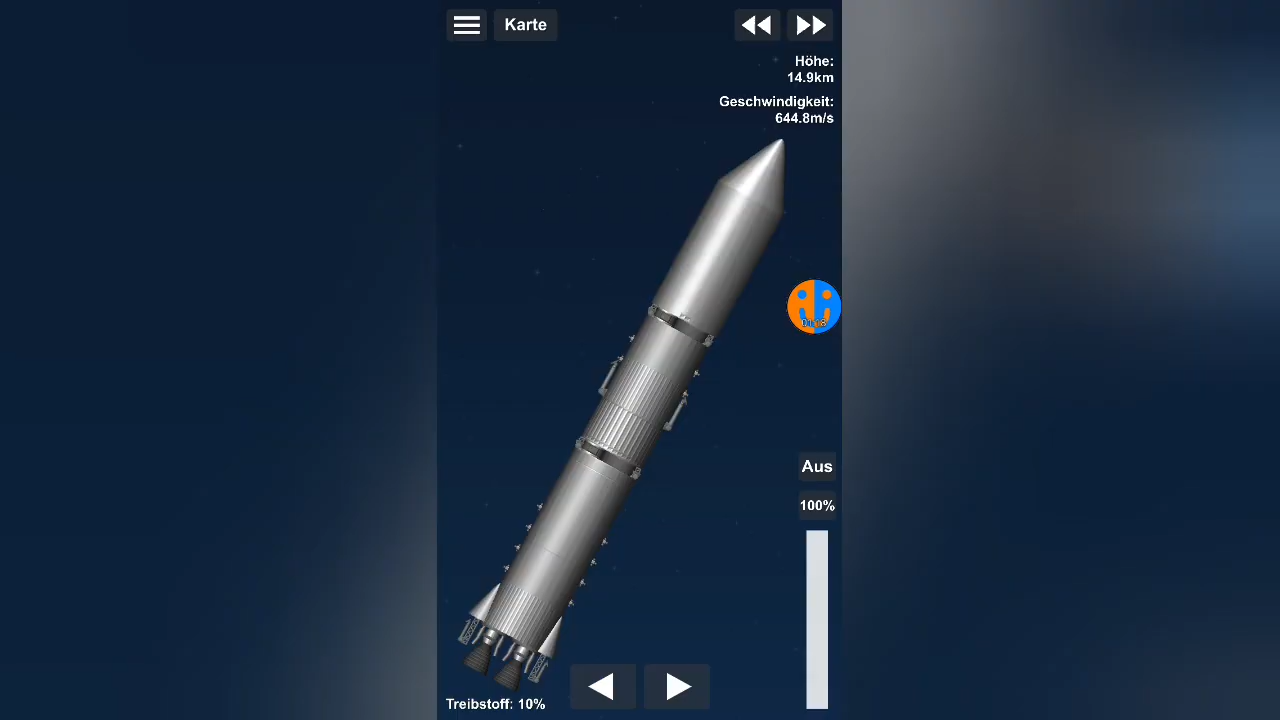 Karte
Höhe:
14.9km
Geschwindigkeit:
644.8m/s
Aus
100%
Treibstoff: 10%